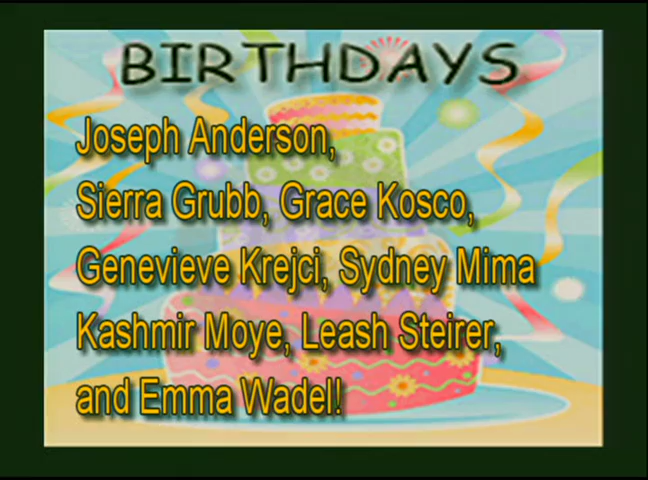 BIRTHDAYS
Joseph Anderson,
Sierra Grubb, Grace Kosco,
Genevieve Krejci, Sydney Mima
Kashmir Moye, Leash Steirer,
and Emma Wadel!